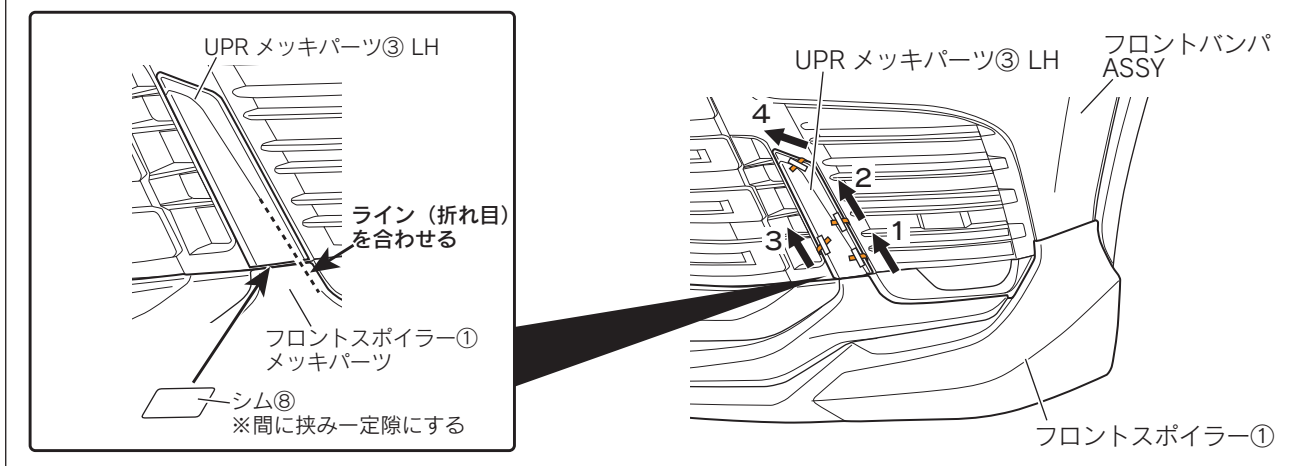 UPR メッキパーツ③ LH
ライン（折れ目）
を合わせる
フロントスポイラー①
メッキパーツ
シム⑧
※間に挟み一定隙にする
UPR メッキパーツ③ LH
フロントバンパ
ASSY
4
2
3
1
フロントスポイラー①